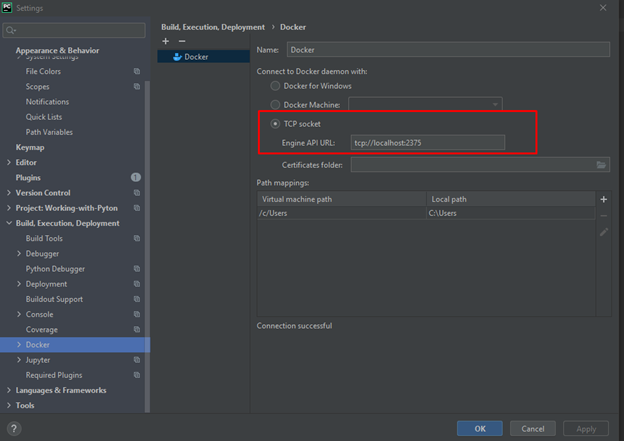 PC
Settings
Build, Execution, Deployment › Docker
Appearance & Behavior
System Settings
File Colors
Scopes
Notifications
Quick Lists
Path Variables
Keymap
Editor
Plugins 1
Version Control
Project: Working-with-Pyton
Build, Execution, Deployment
Build Tools
Debugger
Python Debugger
Deployment
Buildout Support
Console
Coverage
Docker
Jupyter
Required Plugins
Languages & Frameworks
Tools
Docker
Name: Docker
Connect to Docker daemon with:
Docker for Windows
Docker Machine:
TCP socket
Engine API URL: tcp://localhost:2375
Certificates folder:
Path mappings:
Virtual machine path Local path
/c/Users C:\Users
Connection successful
?
OK Cancel Apply